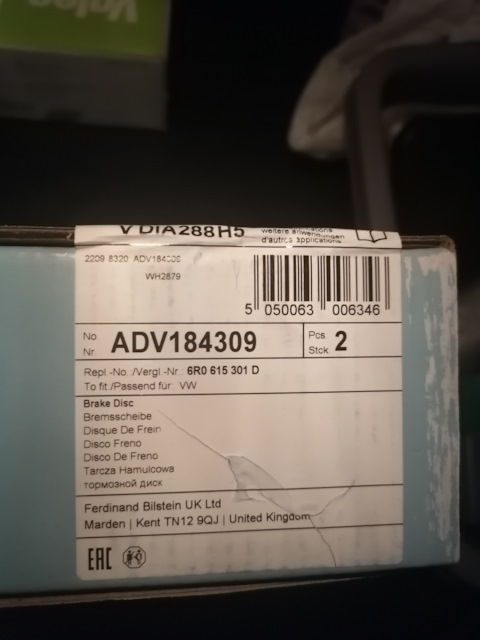 Valeo
V DIA288H5
weitere anwendungen
d'autres applications
2209 8320 ADV184309
WH2879
5 050063 006346
No
Nr.
ADV184309
Pcs.
Stck.
2
Repl.-No./Vergl.-Nr.: 6R0 615 301 D
To fit:/Passend für: VW
Brake Disc
Bremsscheibe
Disque De Frein
Disco Freno
Disco De Freno
Tarcza Hamulcowa
тормозной диск
Ferdinand Bilstein UK Ltd
Marden | Kent TN12 9QJ | United Kingdom
EAC